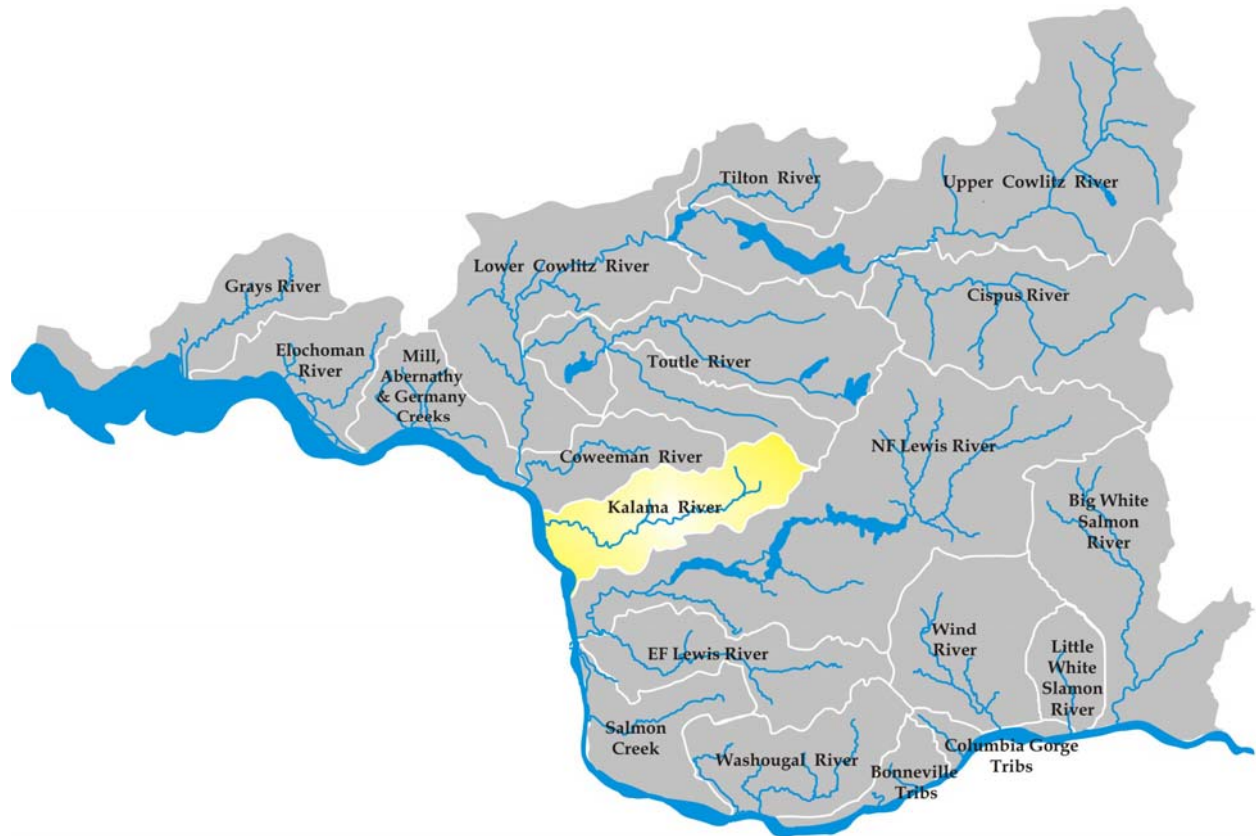 Tilton River
Upper Cowlitz River
Lower Cowlitz River
Grays River
Cispus River
Elochoman
River
Mill,
Abernathy
& Germany
Creeks
Toutle River
Coweeman River
NF Lewis River
Kalama River
Big White
Salmon
River
Wind
River
EF Lewis River
Little
White
Slamon
River
Salmon
Creek
Washougal River
Bonneville
Tribs
Columbia Gorge
Tribs